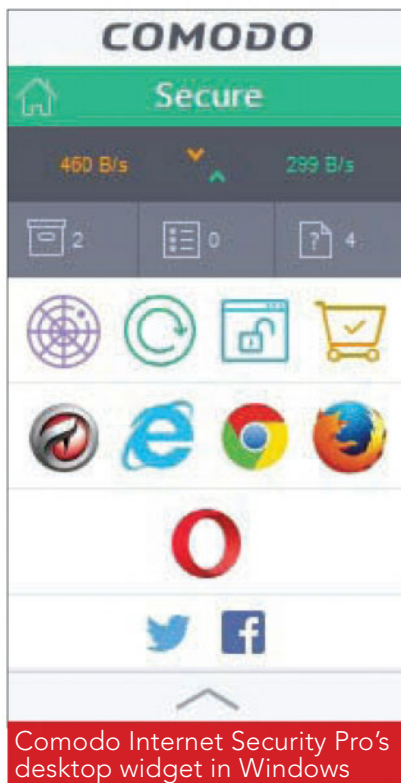 COMODO
Secure
460 B/s 299 B/s
2 0 ? 4
Comodo Internet Security Pro's
desktop widget in Windows